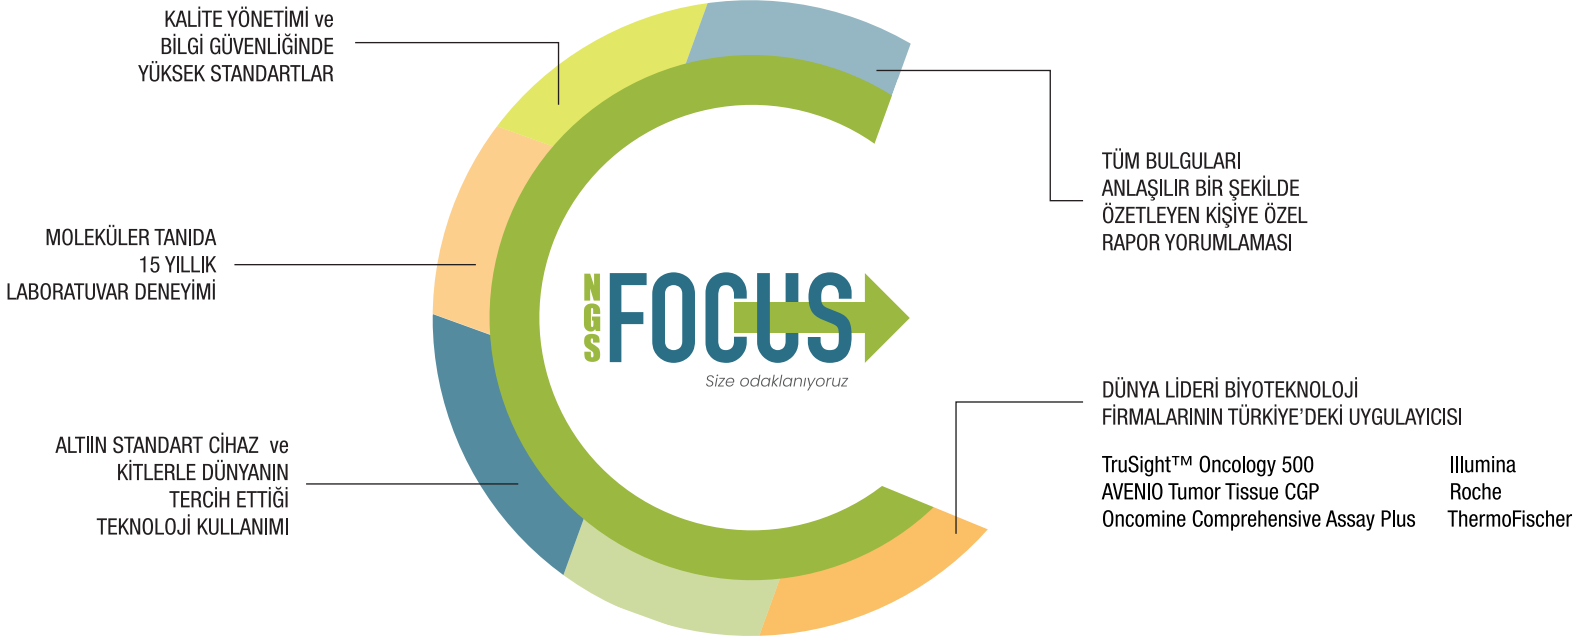 KALİTE YÖNETİMİ ve
BİLGİ GÜVENLİĞİNDE
YÜKSEK STANDARTLAR
MOLEKÜLER TANIDA
15 YILLIK
LABORATUVAR DENEYİMİ
ALTIIN STANDART CİHAZ ve
KİTLERLE DÜNYANIN
TERCİH ETTİĞİ
TEKNOLOJİ KULLANIMI
NGS
FOCUS
Size odaklanıyoruz
TÜM BULGULARI
ANLAŞILIR BİR ŞEKİLDE
ÖZETLEYEN KİŞİYE ÖZEL
RAPOR YORUMLAMASI
DÜNYA LİDERİ BİYOTEKNOLOJİ
FİRMALARININ TÜRKİYE'DEKİ UYGULAYICISI
TruSight™ Oncology 500 Illumina
AVENIO Tumor Tissue CGP Roche
Oncomine Comprehensive Assay Plus ThermoFischer